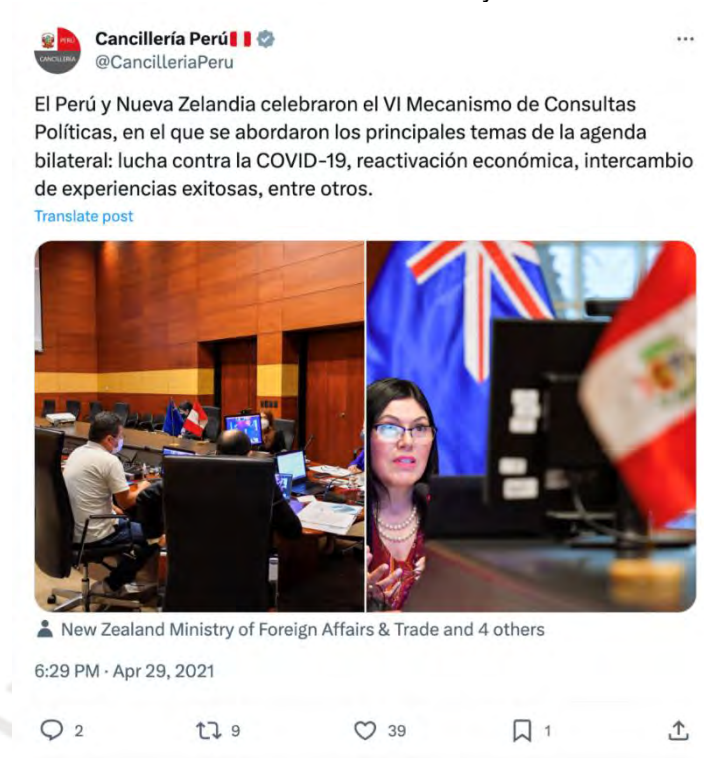 PERÚ
CANCILLERÍA
Cancillería Perú🇵🇪
@CancilleriaPeru
El Perú y Nueva Zelandia celebraron el VI Mecanismo de Consultas
Políticas, en el que se abordaron los principales temas de la agenda
bilateral: lucha contra la COVID-19, reactivación económica, intercambio
de experiencias exitosas, entre otros.
Translate post
New Zealand Ministry of Foreign Affairs & Trade and 4 others
6:29 PM · Apr 29, 2021
2
9
39
1